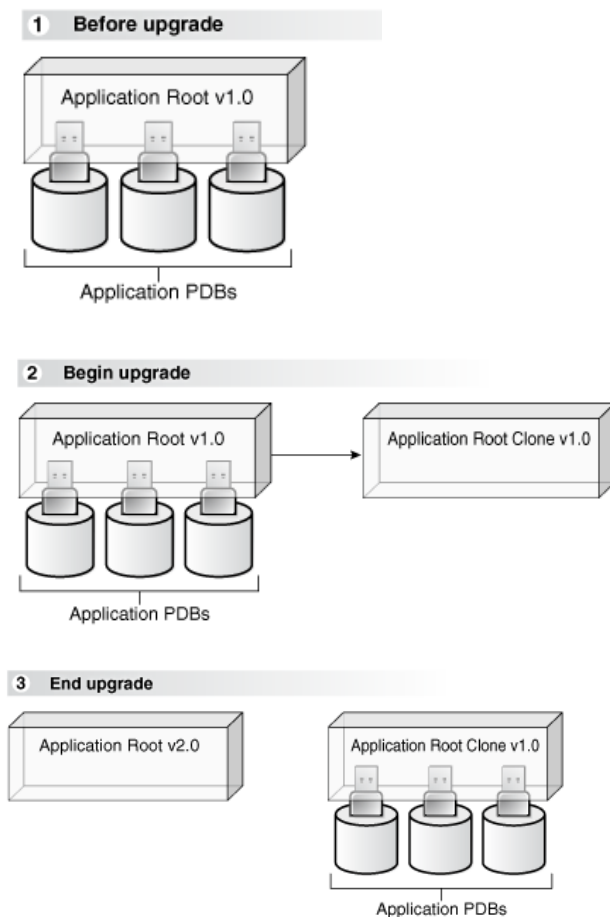 1 Before upgrade
Application Root v1.0
Application PDBs
2 Begin upgrade
Application Root v1.0
Application Root Clone v1.0
Application PDBs
3 End upgrade
Application Root v2.0
Application Root Clone v1.0
Application PDBs